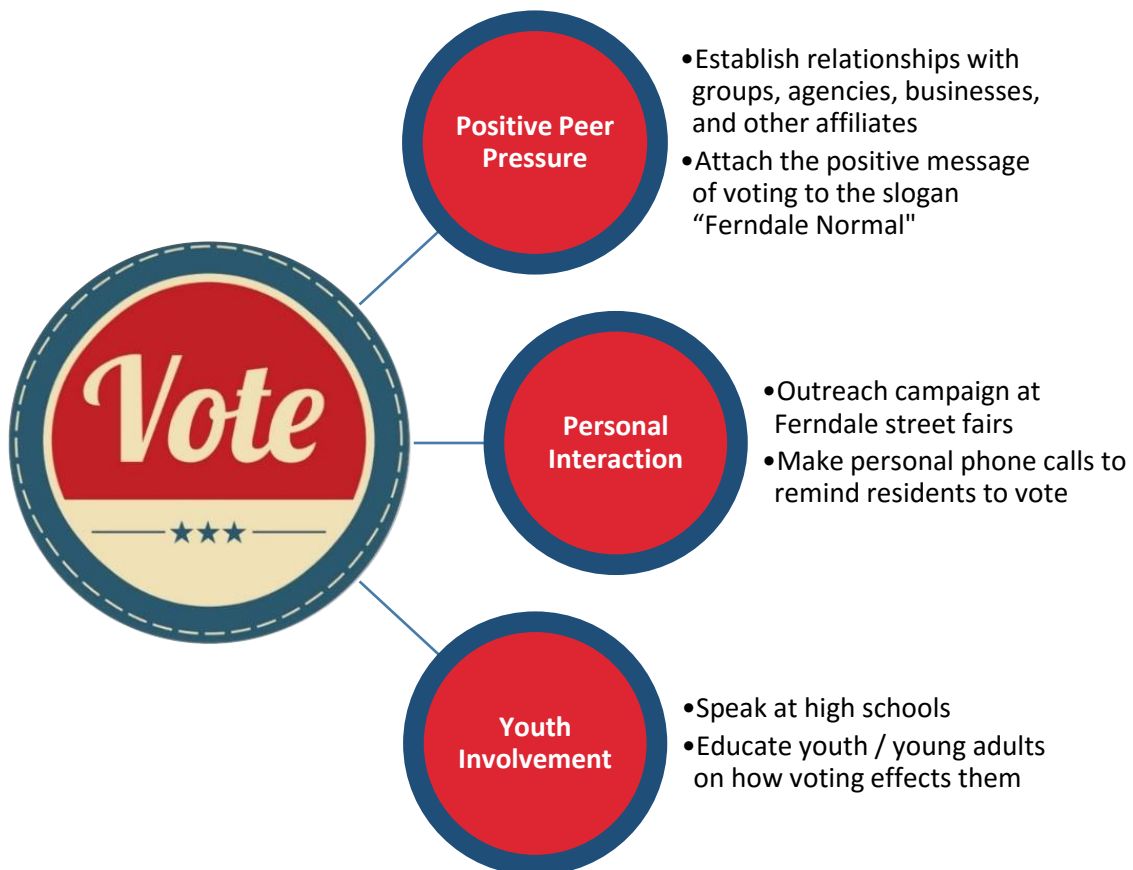 Positive Peer
Pressure
•Establish relationships with
groups, agencies, businesses,
and other affiliates
•Attach the positive message
of voting to the slogan
“Ferndale Normal"
Vote
Personal
Interaction
•Outreach campaign at
Ferndale street fairs
•Make personal phone calls to
remind residents to vote
Youth
Involvement
•Speak at high schools
•Educate youth / young adults
on how voting effects them